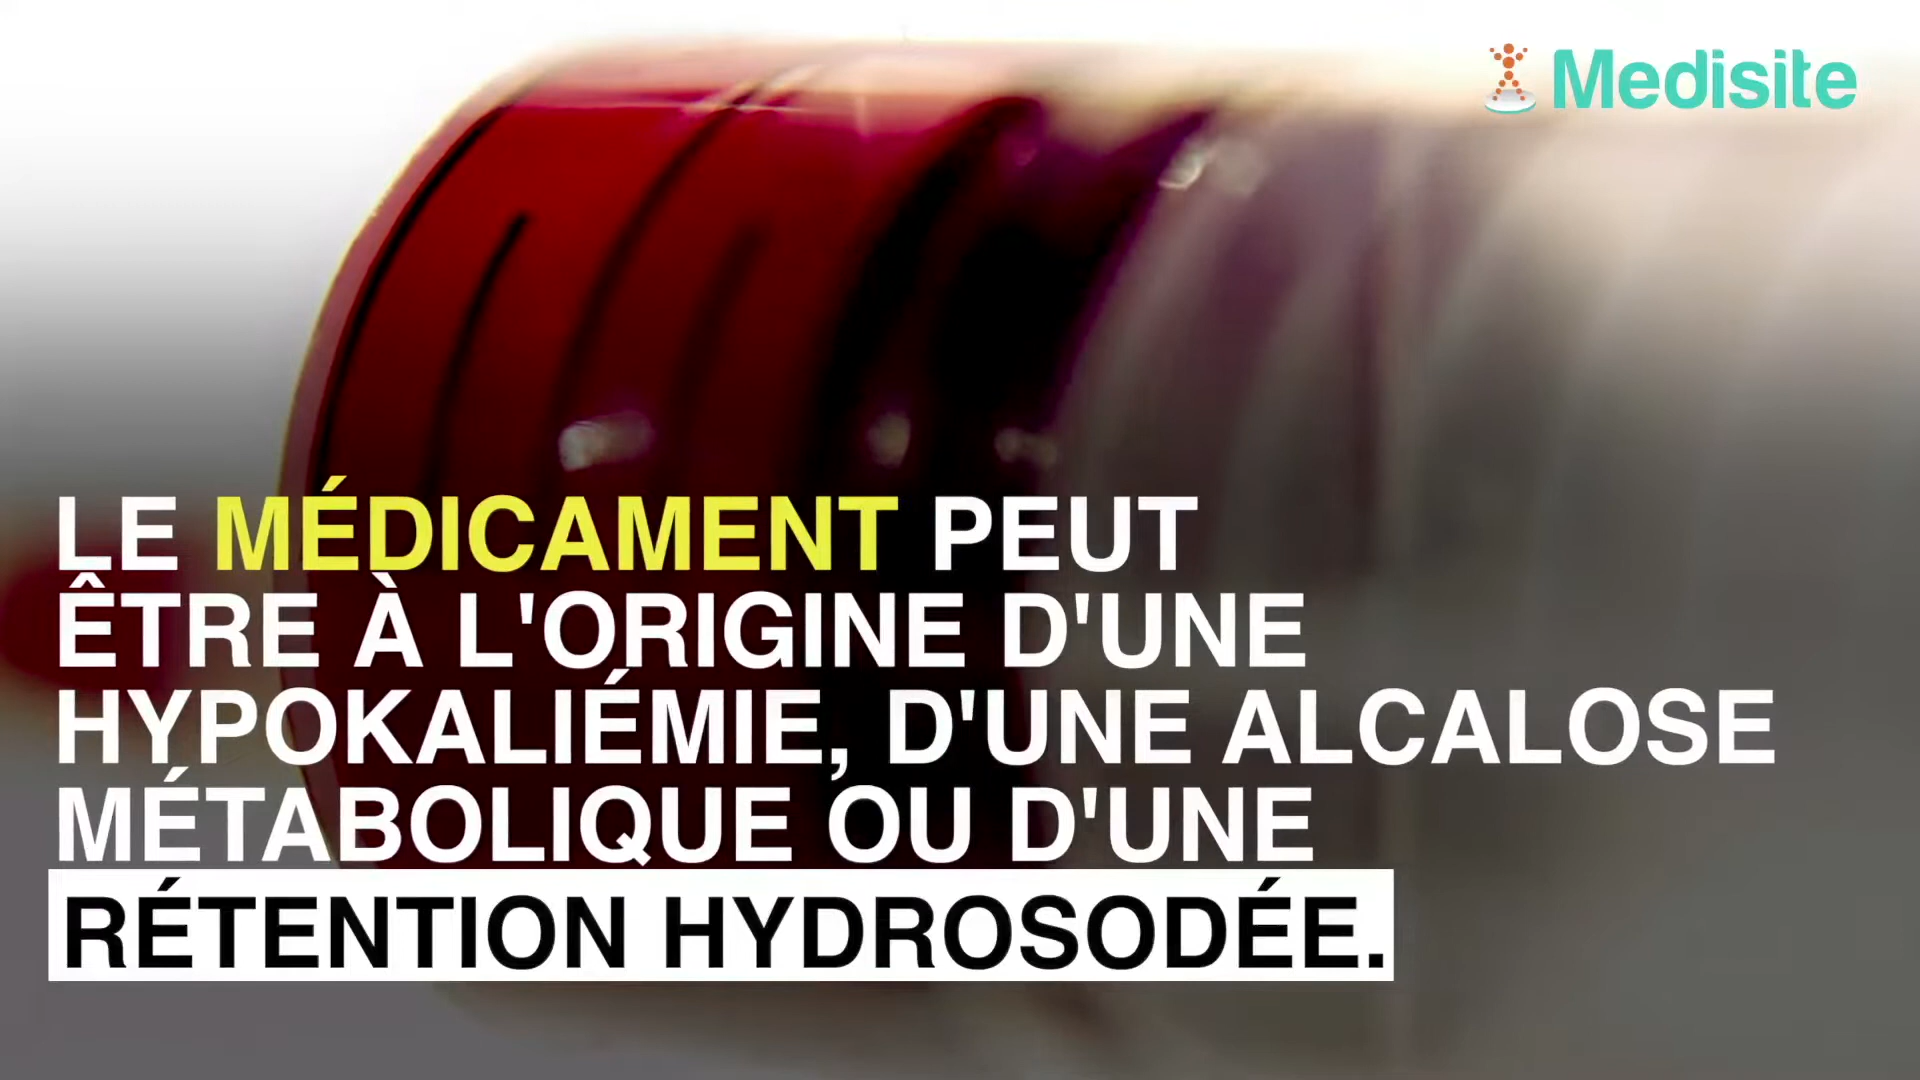 Medisite
LE MÉDICAMENT PEUT
ÊTRE À L'ORIGINE D'UNE
HYPOKALIÉMIE, D'UNE ALCALOSE
MÉTABOLIQUE OU D'UNE
RÉTENTION HYDROSODÉE.